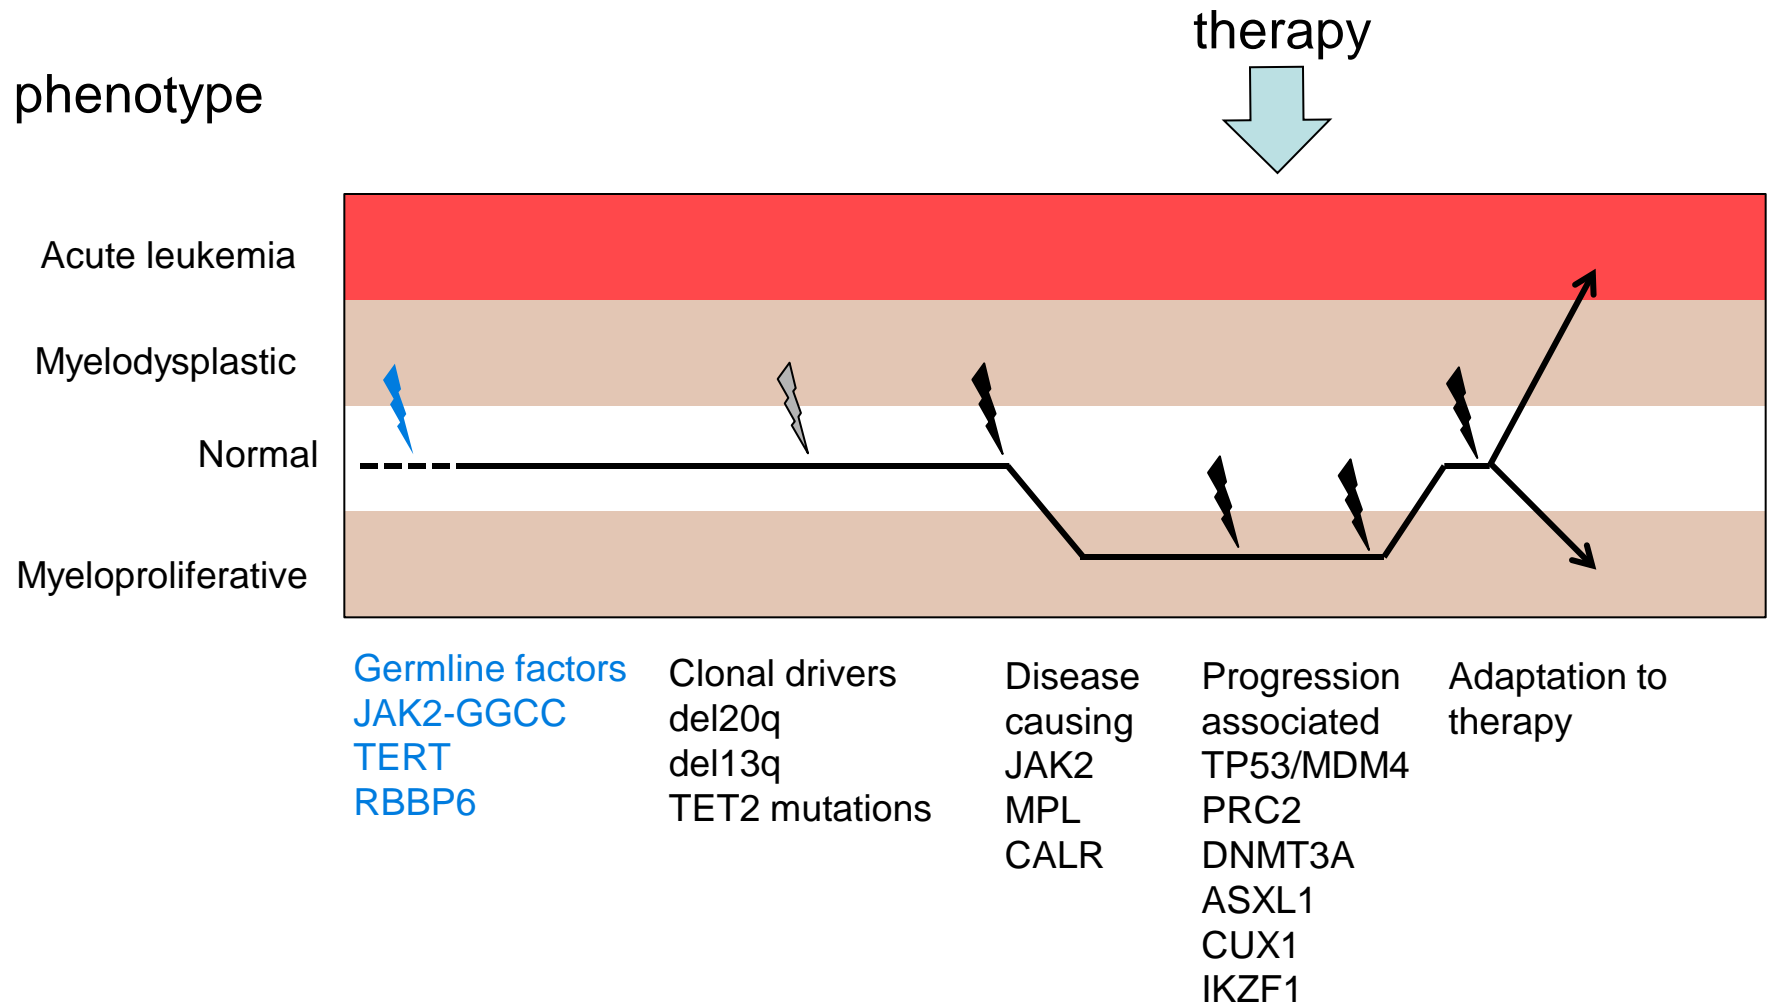 therapy
phenotype
Acute leukemia
Myelodysplastic
Normal
Myeloproliferative
Germline factors
JAK2-GGCC
TERT
RBBP6
Clonal drivers
del20q
del13q
TET2 mutations
Disease
causing
JAK2
MPL
CALR
Progression
associated
TP53/MDM4
PRC2
DNMT3A
ASXL1
CUX1
IKZF1
Adaptation to
therapy